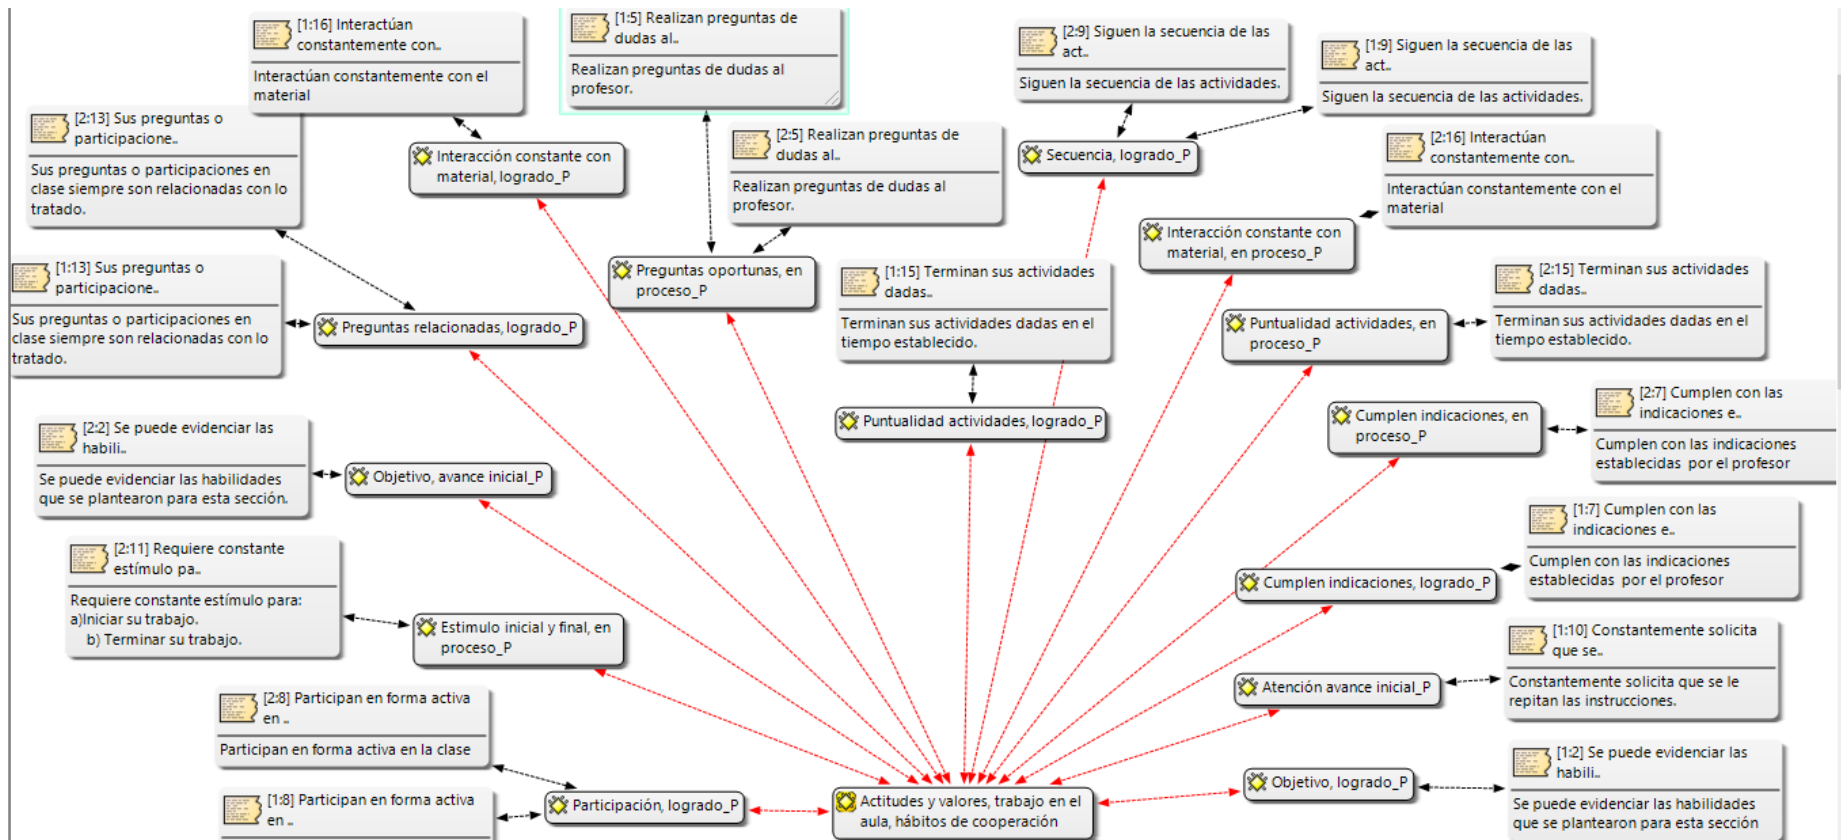 [1:16] Interactúan
constantemente con..
Interactúan constantemente con el
material
[1:5] Realizan preguntas de
dudas al..
Realizan preguntas de dudas al
profesor.
[2:9] Siguen la secuencia de las
act..
Siguen la secuencia de las actividades.
[1:9] Siguen la secuencia de las
act..
Siguen la secuencia de las actividades.
[2:13] Sus preguntas o
participacione..
Sus preguntas o participaciones en
clase siempre son relacionadas con lo
tratado.
Interacción constante con
material, logrado_P
[2:5] Realizan preguntas de
dudas al..
Realizan preguntas de dudas al
profesor.
Secuencia, logrado_P
[2:16] Interactúan
constantemente con..
Interactúan constantemente con el
material
Interacción constante con
material, en proceso_P
[1:13] Sus preguntas o
participacione..
Sus preguntas o participaciones en
clase siempre son relacionadas con lo
tratado.
Preguntas relacionadas, logrado_P
Preguntas oportunas, en
proceso_P
[1:15] Terminan sus actividades
dadas..
Terminan sus actividades dadas en el
tiempo establecido.
Puntualidad actividades, en
proceso_P
[2:15] Terminan sus actividades
dadas..
Terminan sus actividades dadas en el
tiempo establecido.
Puntualidad actividades, logrado_P
Cumplen indicaciones, en
proceso_P
[2:7] Cumplen con las
indicaciones e..
Cumplen con las indicaciones
establecidas por el profesor
[2:2] Se puede evidenciar las
habili..
Se puede evidenciar las habilidades
que se plantearon para esta sección.
Objetivo, avance inicial_P
[1:7] Cumplen con las
indicaciones e..
Cumplen con las indicaciones
establecidas por el profesor
Cumplen indicaciones, logrado_P
[2:11] Requiere constante
estímulo pa..
Requiere constante estímulo para:
a)Iniciar su trabajo.
b) Terminar su trabajo.
Estimulo inicial y final, en
proceso_P
[1:10] Constantemente solicita
que se..
Constantemente solicita que se le
repitan las instrucciones.
Atención avance inicial_P
[2:8] Participan en forma activa
en ..
Participan en forma activa en la clase
[1:8] Participan en forma activa
en ..
Participación, logrado_P
Actitudes y valores, trabajo en el
aula, hábitos de cooperación
Objetivo, logrado_P
[1:2] Se puede evidenciar las
habili..
Se puede evidenciar las habilidades
que se plantearon para esta sección